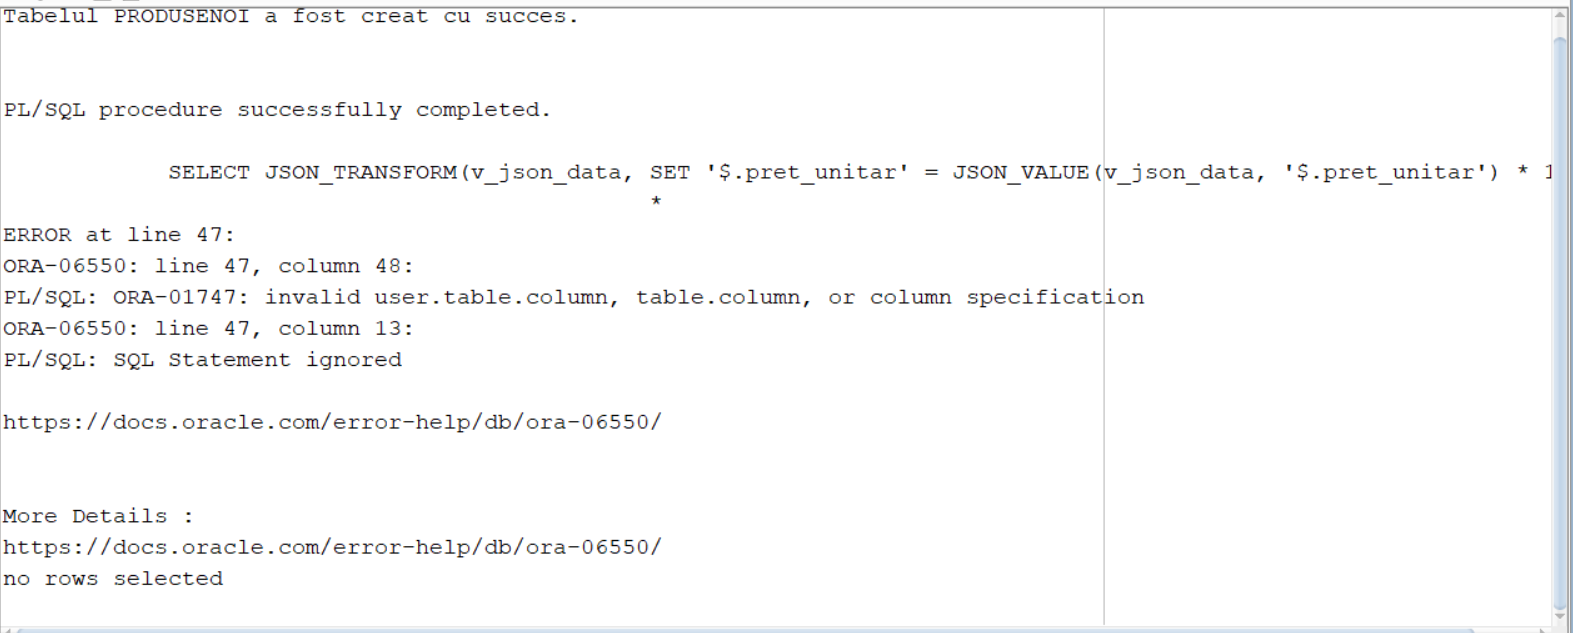 Tabelul PRODUSENOI a fost creat cu succes.
PL/SQL procedure successfully completed.
SELECT JSON_TRANSFORM(v_json_data, SET '$.pret_unitar' = JSON_VALUE(v_json_data, '$.pret_unitar') * 1
*
ERROR at line 47:
ORA-06550: line 47, column 48:
PL/SQL: ORA-01747: invalid user.table.column, table.column, or column specification
ORA-06550: line 47, column 13:
PL/SQL: SQL Statement ignored
https://docs.oracle.com/error-help/db/ora-06550/
More Details :
https://docs.oracle.com/error-help/db/ora-06550/
no rows selected